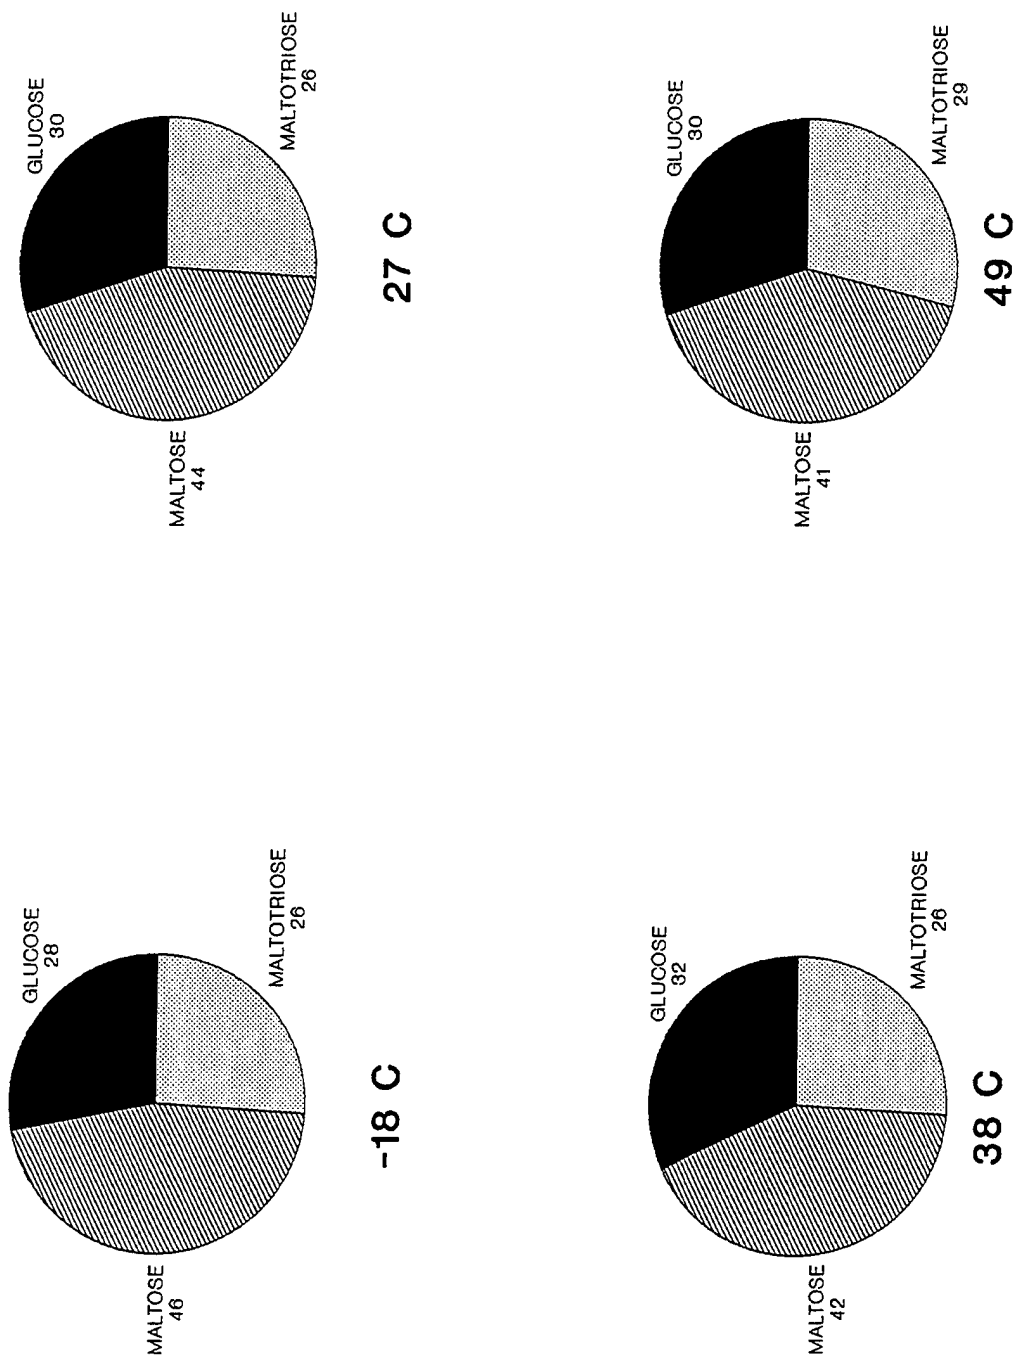 GLUCOSE
28
MALTOTRIOSE
26
MALTOSE
46
-18 C
GLUCOSE
30
MALTOTRIOSE
26
MALTOSE
44
27 C
GLUCOSE
32
MALTOTRIOSE
26
MALTOSE
42
38 C
GLUCOSE
30
MALTOTRIOSE
29
MALTOSE
41
49 C